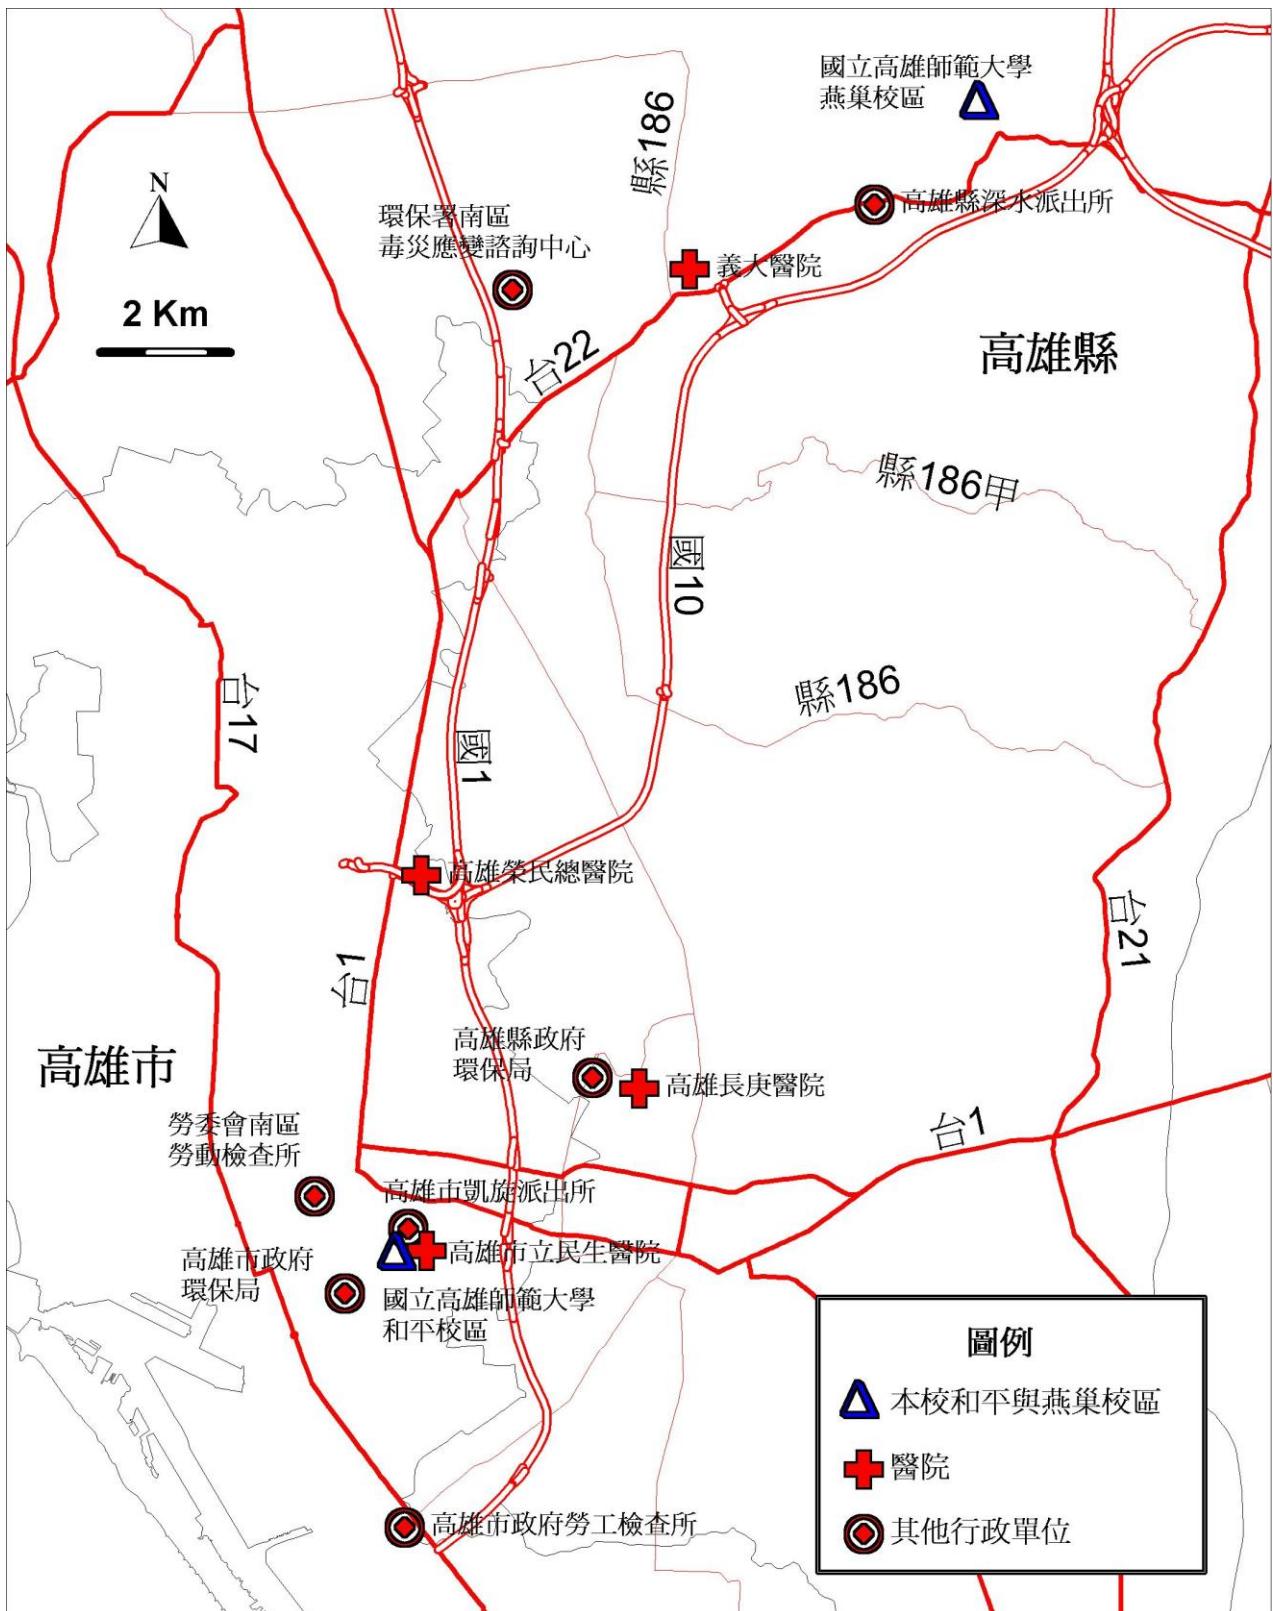 國立高雄師範大學
燕巢校區
縣186
N
高雄縣深水派出所
環保署南區
毒災應變諮詢中心
義大醫院
2 Km
台22
高雄縣
縣186甲
國10
縣186
台17
國1
高雄榮民總醫院
台21
台1
高雄縣政府
環保局
高雄市
高雄長庚醫院
勞委會南區
勞動檢查所
台1
高雄市凱旋派出所
高雄市立民生醫院
高雄市政府
環保局
國立高雄師範大學
和平校區
圖例
本校和平與燕巢校區
醫院
其他行政單位
高雄市政府勞工檢查所